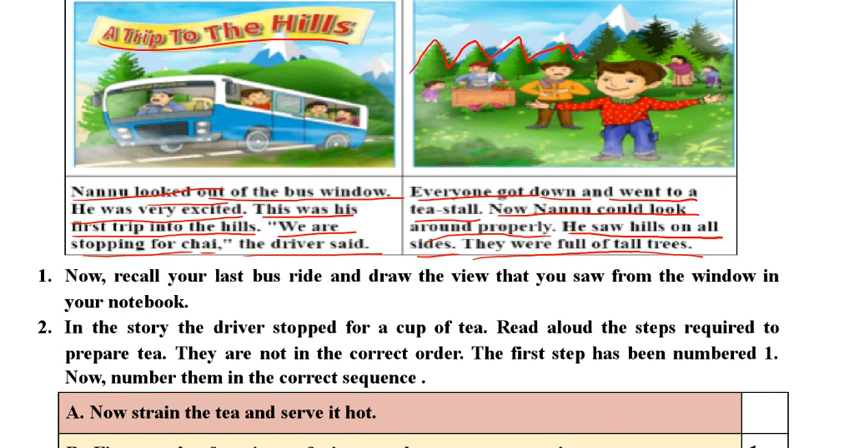 A Trip To The Hills
Nannu looked out of the bus window.
He was very excited. This was his
first trip into the hills. "We are
stopping for chai," the driver said.
Everyone got down and went to a
tea-stall. Now Nannu could look
around properly. He saw hills on all
sides. They were full of tall trees.
1. Now, recall your last bus ride and draw the view that you saw from the window in
your notebook.
2. In the story the driver stopped for a cup of tea. Read aloud the steps required to
prepare tea. They are not in the correct order. The first step has been numbered 1.
Now, number them in the correct sequence .
A. Now strain the tea and serve it hot.